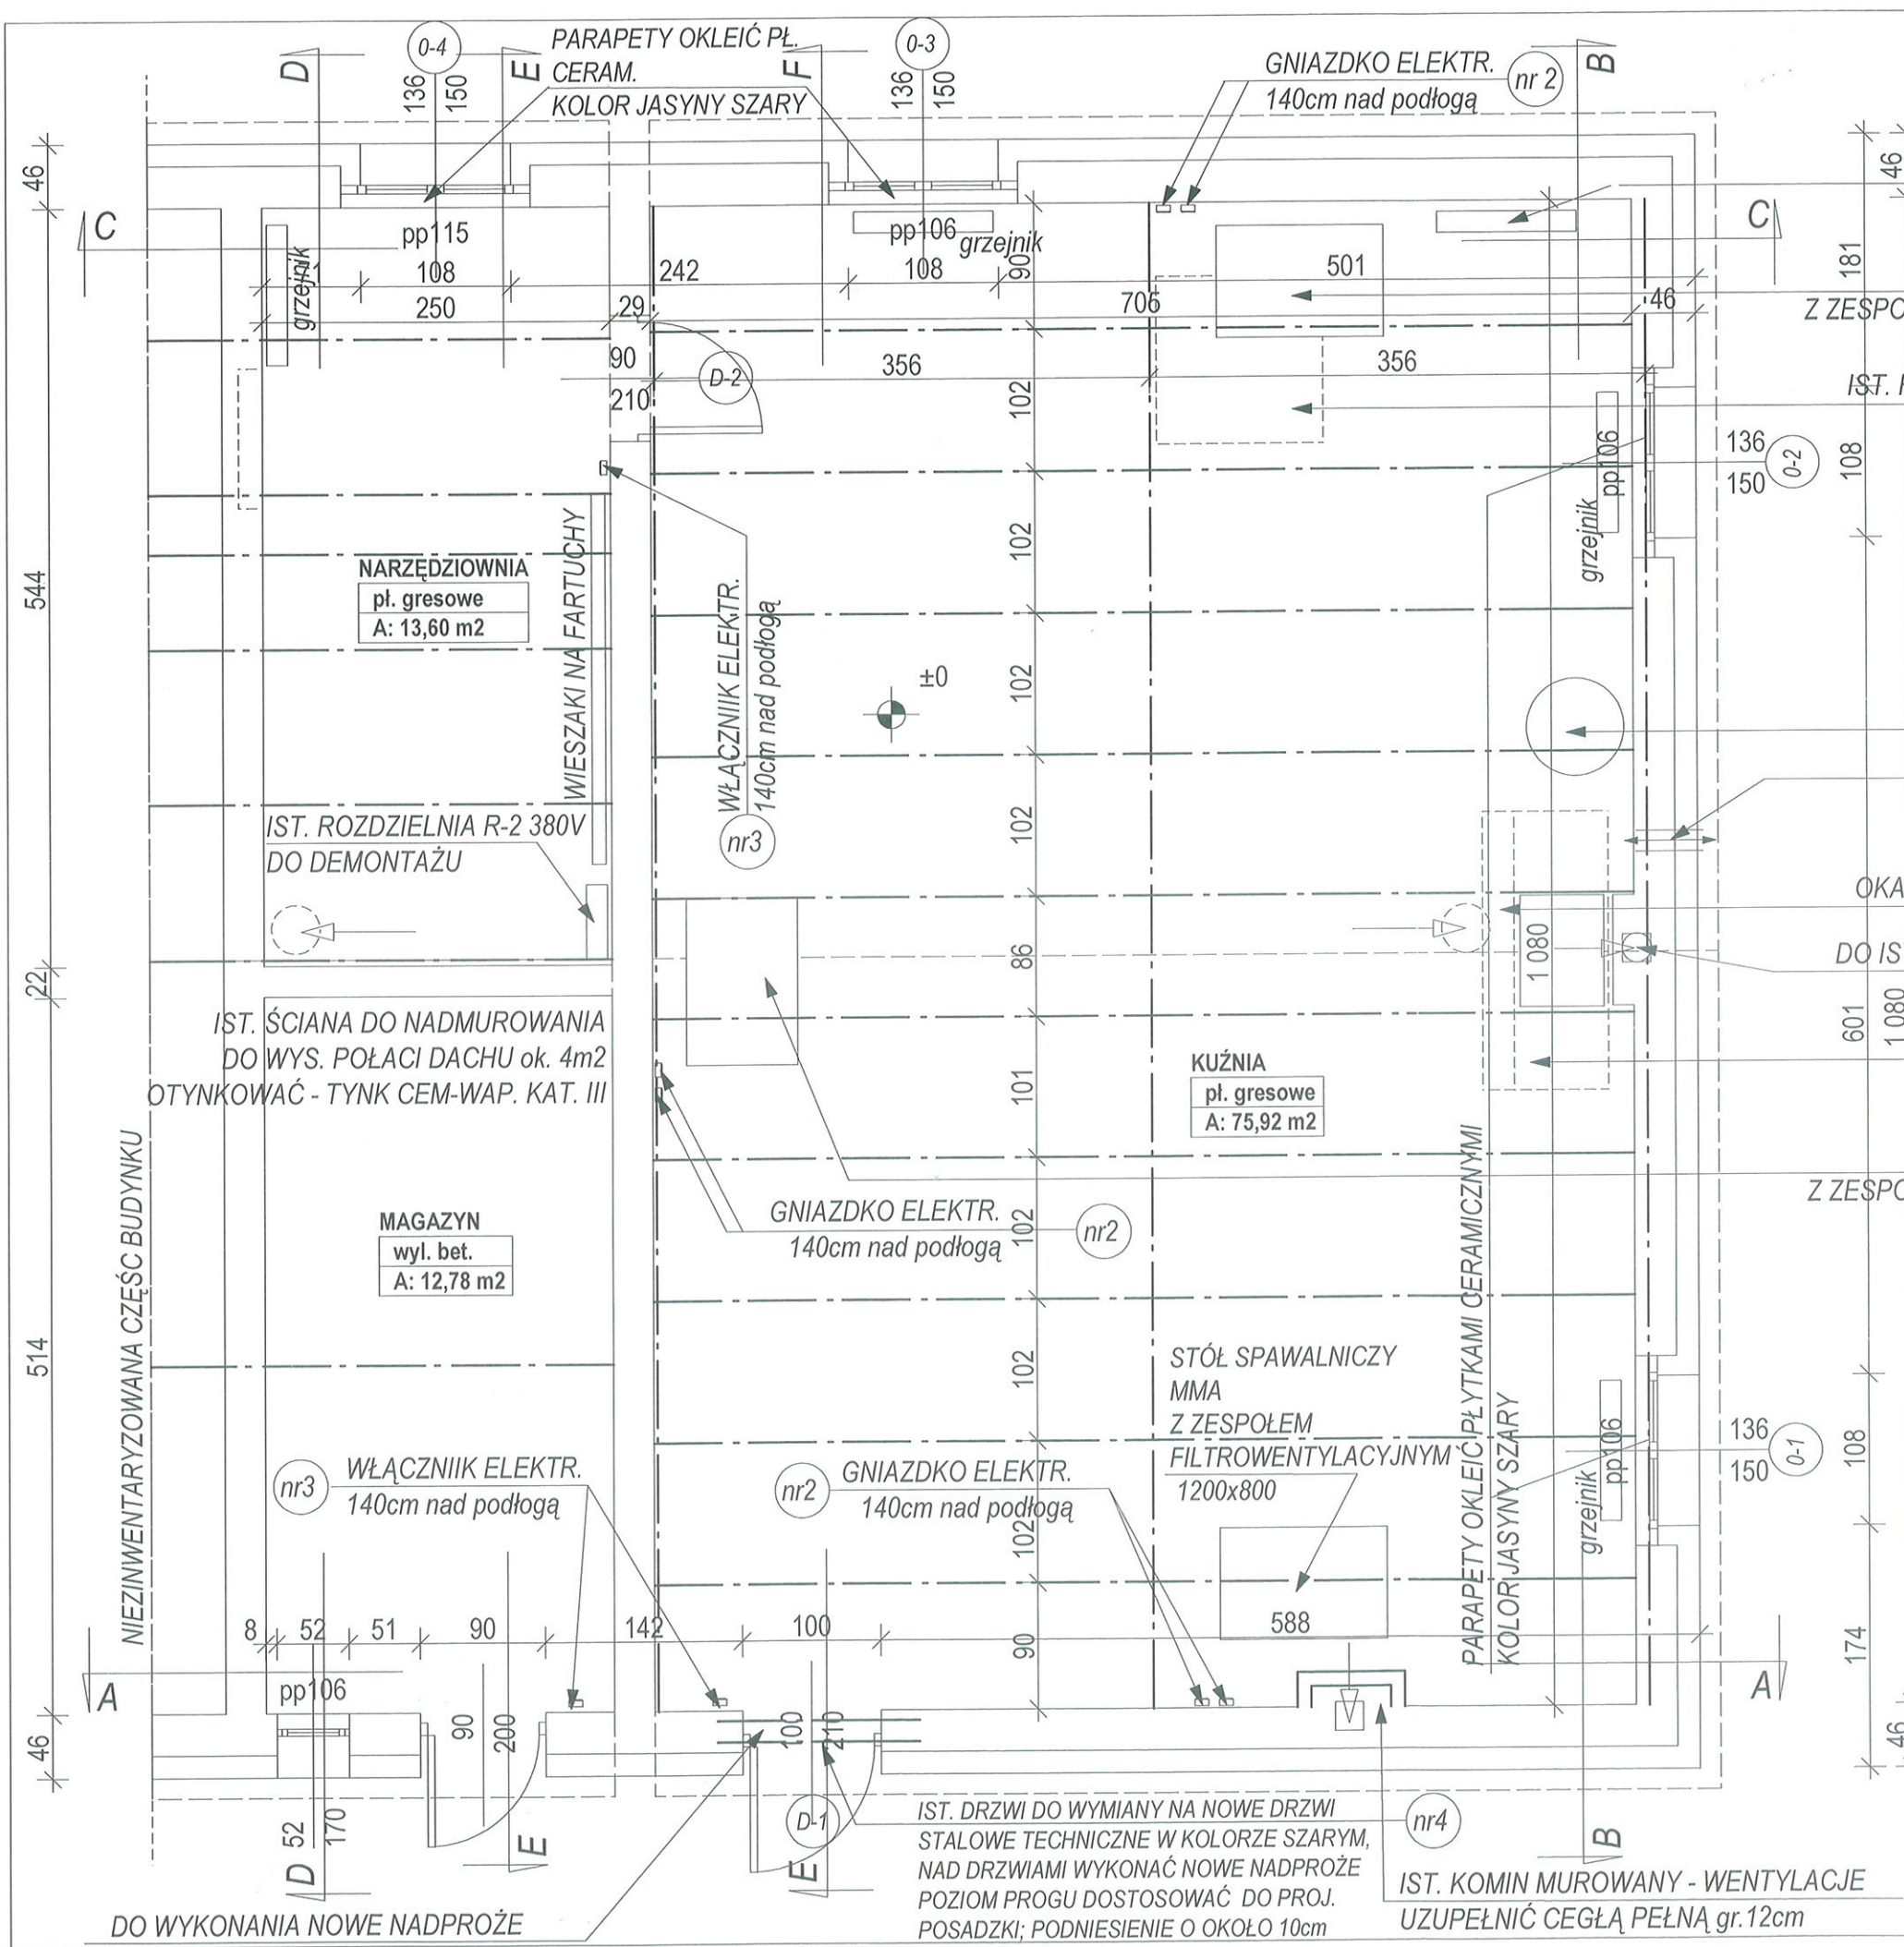 0-4
PARAPETY OKLEIĆ PŁ.
CERAM.
KOLOR JASYNY SZARY
0-3
GNIAZDKO ELEKTR.
140cm nad podłogą
nr 2
D
E
F
B
136
150
136
150
46
46
C
C
pp115
pp106
grzejnik
grzejnik
108
242
108
90
501
181
250
29
706
46
Z ZESPO
90
210
D-2
356
356
IST.
102
136
150
0-2
108
pp106
grzejnik
544
NARZĘDZIOWNIA
pł. gresowe
A: 13,60 m2
WIESZAKI NA FARTUCHY
WŁĄCZNIIK ELEKTR.
140cm nad podłogą
nr3
102
102
±0
102
IST. ROZDZIELNIA R-2 380V
DO DEMONTAŻU
OKA
86
1080
DO IS
22
601
1080
IST. ŚCIANA DO NADMUROWANIA
DO WYS. POŁACI DACHU ok. 4m2
OTYNKOWAĆ - TYNK CEM-WAP. KAT. III
101
KUŹNIA
pł. gresowe
A: 75,92 m2
NIEZINWENTARYZOWANA CZĘŚC BUDYNKU
MAGAZYN
wyl. bet.
A: 12,78 m2
GNIAZDKO ELEKTR.
140cm nad podłogą
nr2
102
Z ZESPO
PARAPETY OKLEIĆ PŁYTKAMI CERAMICZNYMI
KOLOR JASYNY SZARY
514
102
STÓŁ SPAWALNICZY
MMA
Z ZESPOŁEM
FILTROWENTYLACYJNYM
1200x800
136
150
0-1
108
pp106
grzejnik
nr3
WŁĄCZNIIK ELEKTR.
140cm nad podłogą
nr2
GNIAZDKO ELEKTR.
140cm nad podłogą
102
8
52
51
90
142
100
90
588
174
A
A
pp106
46
90
200
100
210
46
52
170
D
E
D-1
E
B
IST. DRZWI DO WYMIANY NA NOWE DRZWI
STALOWE TECHNICZNE W KOLORZE SZARYM,
NAD DRZWIAMI WYKONAĆ NOWE NADPROŻE
POZIOM PROGU DOSTOSOWAĆ DO PROJ.
POSADZKI; PODNIESIENIE O OKOŁO 10cm
nr4
IST. KOMIN MUROWANY - WENTYLACJE
UZUPEŁNIĆ CEGŁĄ PEŁNĄ gr.12cm
DO WYKONANIA NOWE NADPROŻE